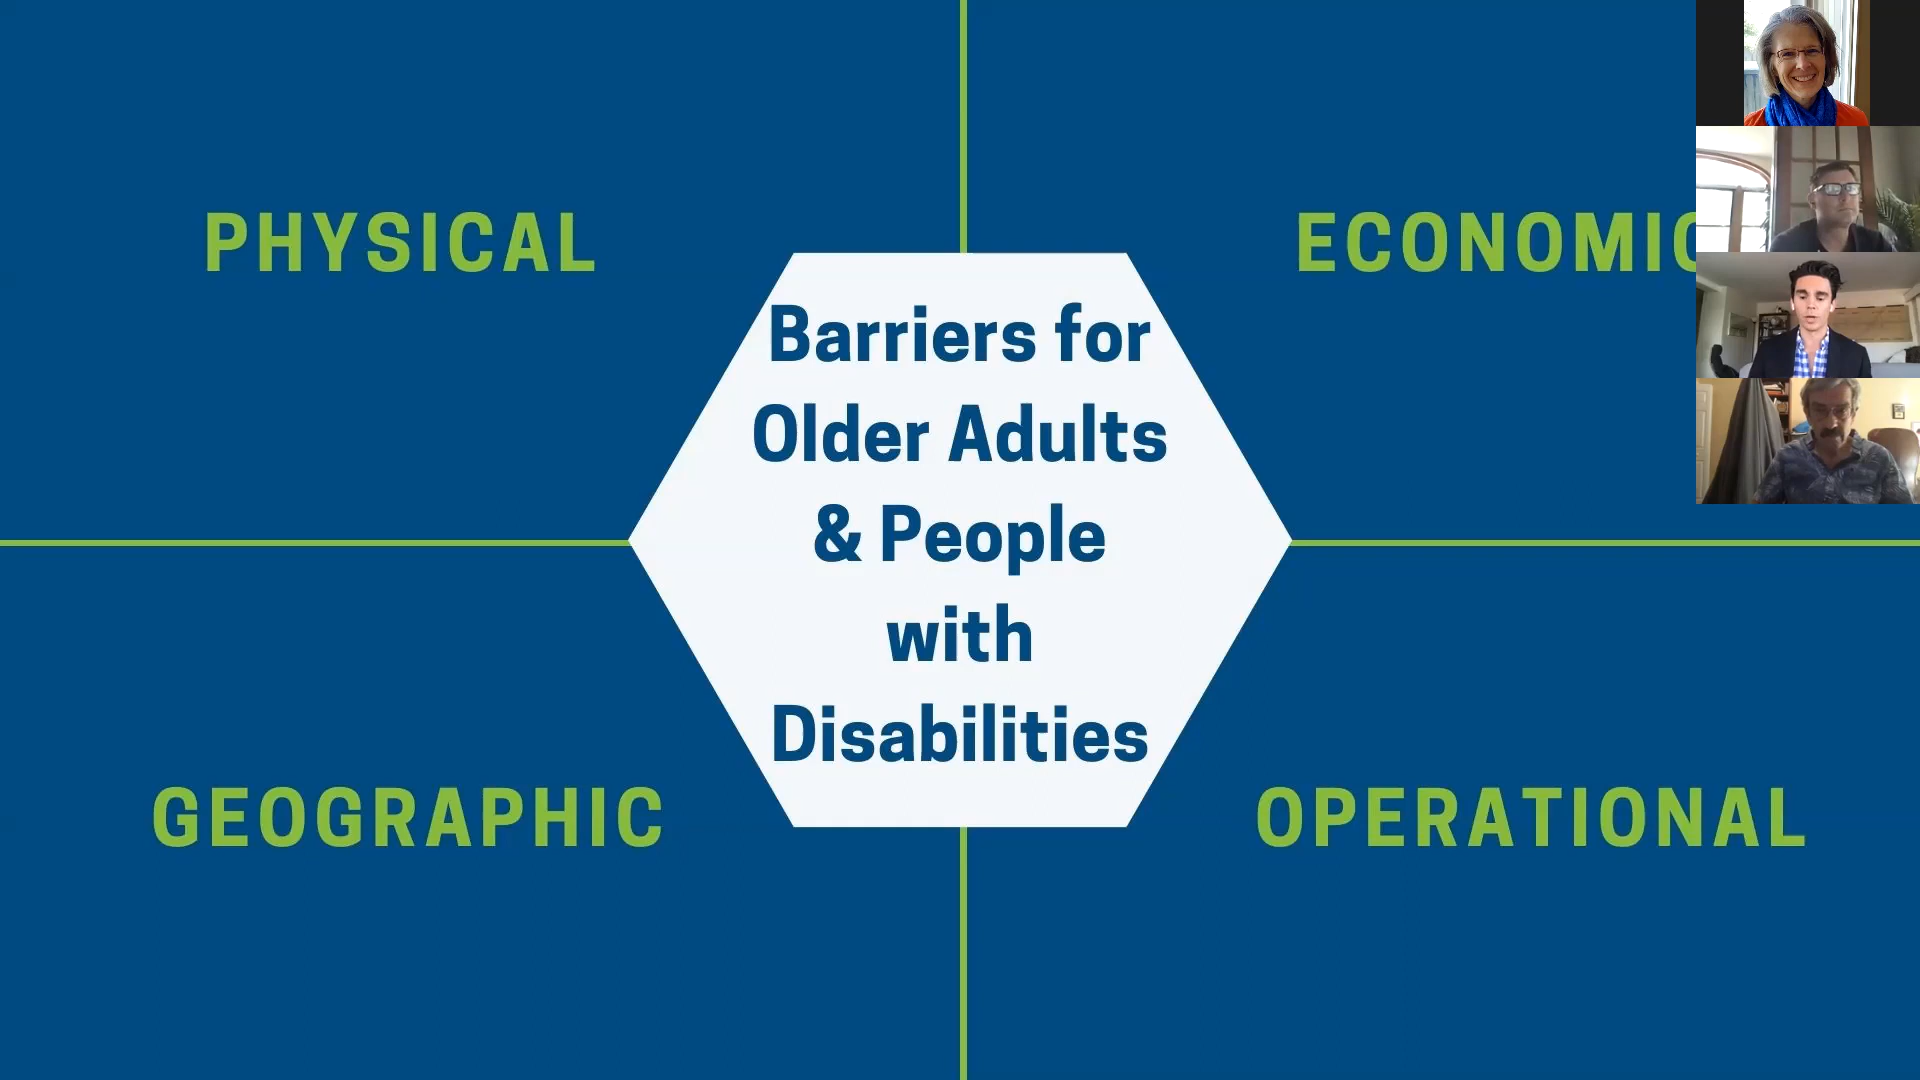 PHYSICAL
ECONOMIC
Barriers for
Older Adults
& People
with
Disabilities
GEOGRAPHIC
OPERATIONAL